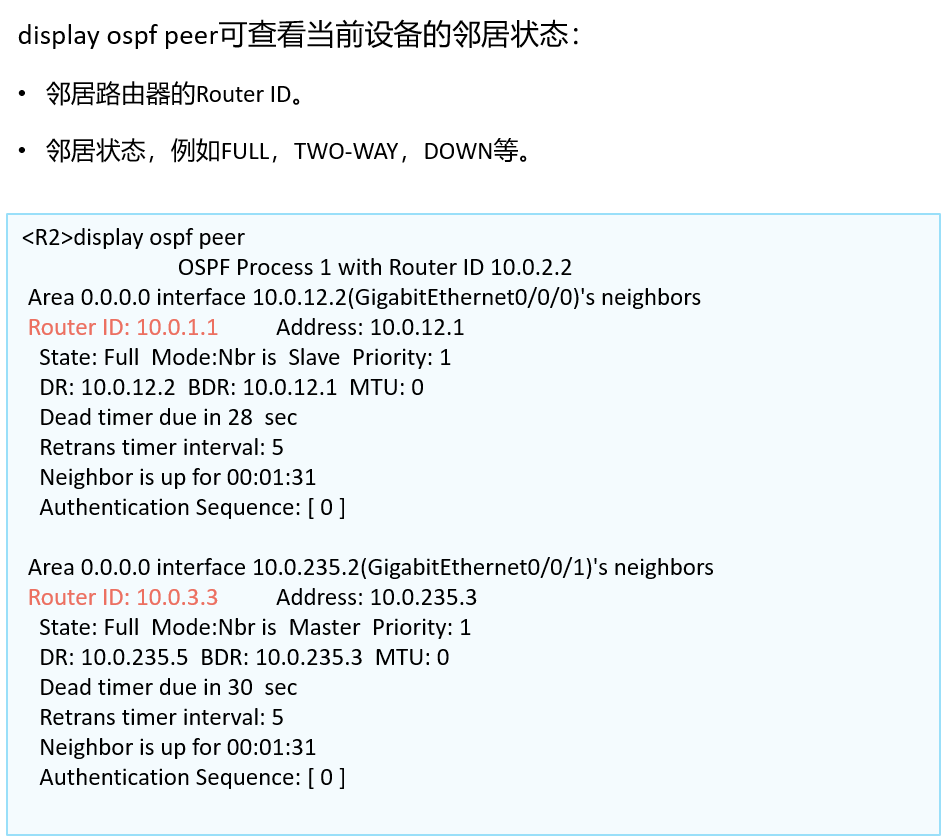 display ospf peer可查看当前设备的邻居状态：
• 邻居路由器的Router ID。
• 邻居状态，例如FULL，TWO-WAY，DOWN等。
<R2>display ospf peer
OSPF Process 1 with Router ID 10.0.2.2
Area 0.0.0.0 interface 10.0.12.2(GigabitEthernet0/0/0)'s neighbors
Router ID: 10.0.1.1 Address: 10.0.12.1
State: Full Mode:Nbr is Slave Priority: 1
DR: 10.0.12.2 BDR: 10.0.12.1 MTU: 0
Dead timer due in 28 sec
Retrans timer interval: 5
Neighbor is up for 00:01:31
Authentication Sequence: [ 0 ]
Area 0.0.0.0 interface 10.0.235.2(GigabitEthernet0/0/1)'s neighbors
Router ID: 10.0.3.3 Address: 10.0.235.3
State: Full Mode:Nbr is Master Priority: 1
DR: 10.0.235.5 BDR: 10.0.235.3 MTU: 0
Dead timer due in 30 sec
Retrans timer interval: 5
Neighbor is up for 00:01:31
Authentication Sequence: [ 0 ]